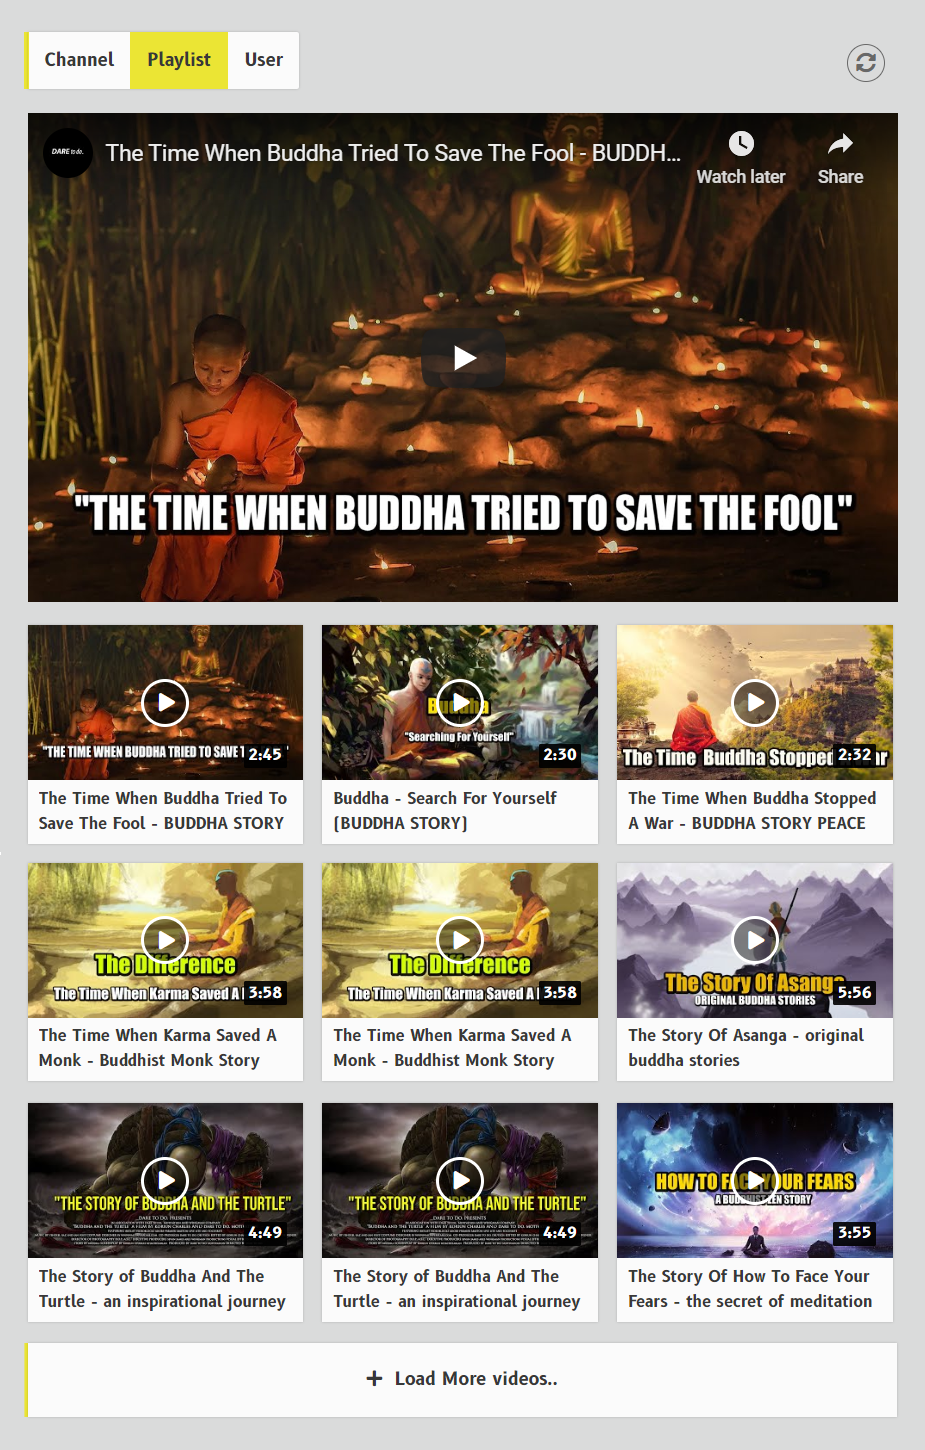 Channel
Playlist
User
DARE to do.
The Time When Buddha Tried To Save The Fool - BUDDH...
Watch later
Share
"THE TIME WHEN BUDDHA TRIED TO SAVE THE FOOL"
"THE TIME WHEN BUDDHA TRIED TO SAVE
2:45
The Time When Buddha Tried To
Save The Fool - BUDDHA STORY
Buddha
"Searching For Yourself"
2:30
Buddha - Search For Yourself
[BUDDHA STORY]
The Time Buddha Stopped
2:32
The Time When Buddha Stopped
A War - BUDDHA STORY PEACE
The Difference
The Time When Karma Saved A
3:58
The Time When Karma Saved A
Monk - Buddhist Monk Story
The Difference
The Time When Karma Saved A
3:58
The Time When Karma Saved A
Monk - Buddhist Monk Story
The Story Of Asanga
ORIGINAL BUDDHA STORIES
5:56
The Story Of Asanga - original
buddha stories
"THE STORY OF BUDDHA AND THE TURTLE"
DARE TO DO. PRESENTS
4:49
The Story of Buddha And The
Turtle - an inspirational journey
"THE STORY OF BUDDHA AND THE TURTLE"
DARE TO DO. PRESENTS
4:49
The Story of Buddha And The
Turtle - an inspirational journey
HOW TO FACE YOUR FEARS
A BUDDHIST ZEN STORY
3:55
The Story Of How To Face Your
Fears - the secret of meditation
+ Load More videos..